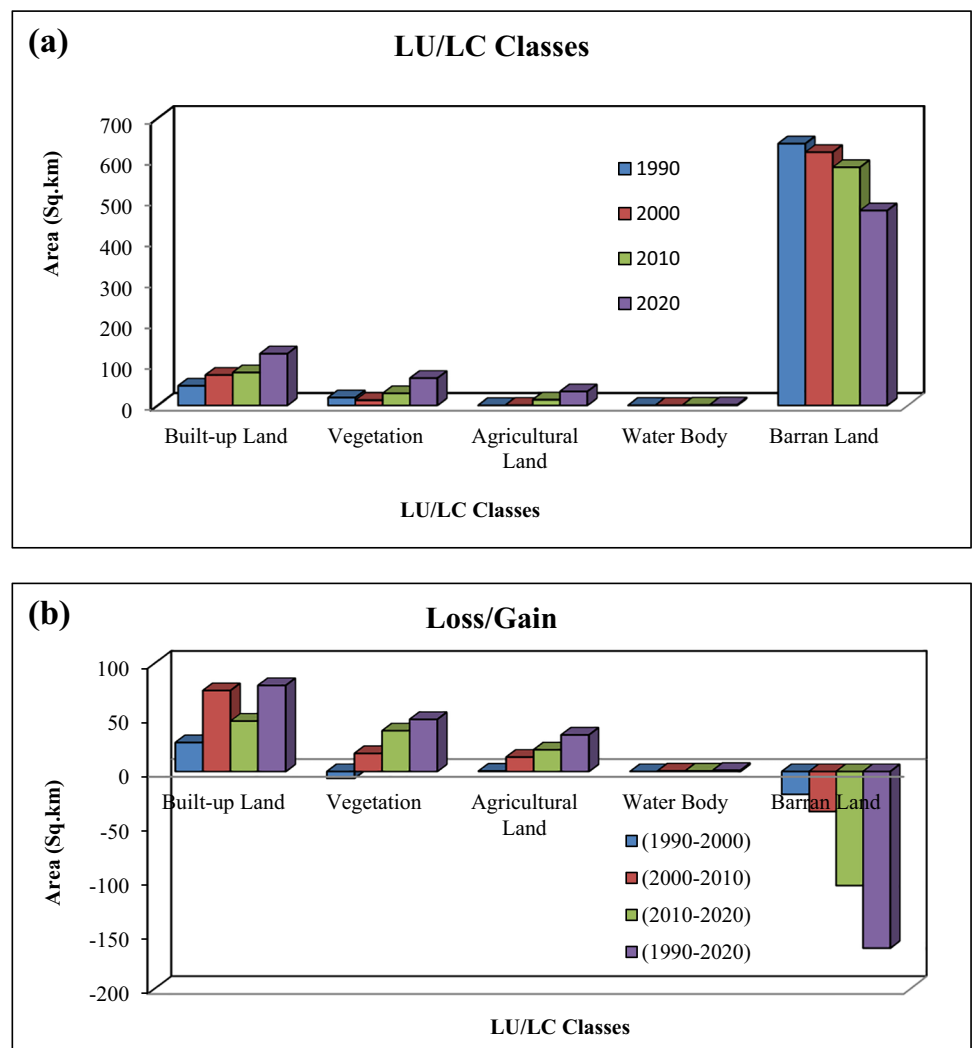 (a)
LU/LC Classes
Area (Sq.km)
700
600
500
400
300
200
100
0
1990
2000
2010
2020
Built-up Land
Vegetation
Agricultural
Land
Water Body
Barran Land
LU/LC Classes
(b)
Loss/Gain
Area (Sq.km)
100
50
0
-50
-100
-150
-200
Built-up Land
Vegetation
Agricultural
Land
Water Body
Barran Land
(1990-2000)
(2000-2010)
(2010-2020)
(1990-2020)
LU/LC Classes